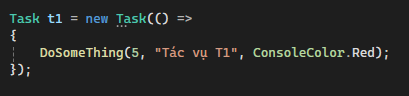 Task t1 = new Task(() =>
{
    DoSomeThing(5, "Tác vụ T1", ConsoleColor.Red);
});